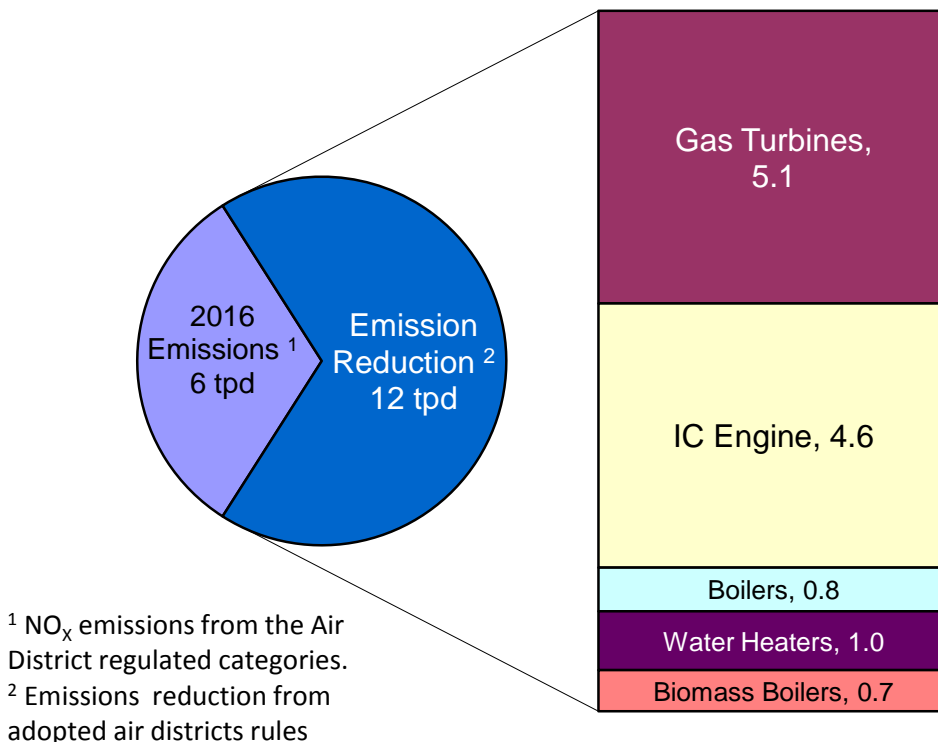 2016
Emissions ¹
6 tpd
Emission
Reduction ²
12 tpd
Gas Turbines,
5.1
IC Engine, 4.6
Boilers, 0.8
Water Heaters, 1.0
Biomass Boilers, 0.7
¹ NOₓ emissions from the Air
District regulated categories.
² Emissions reduction from
adopted air districts rules